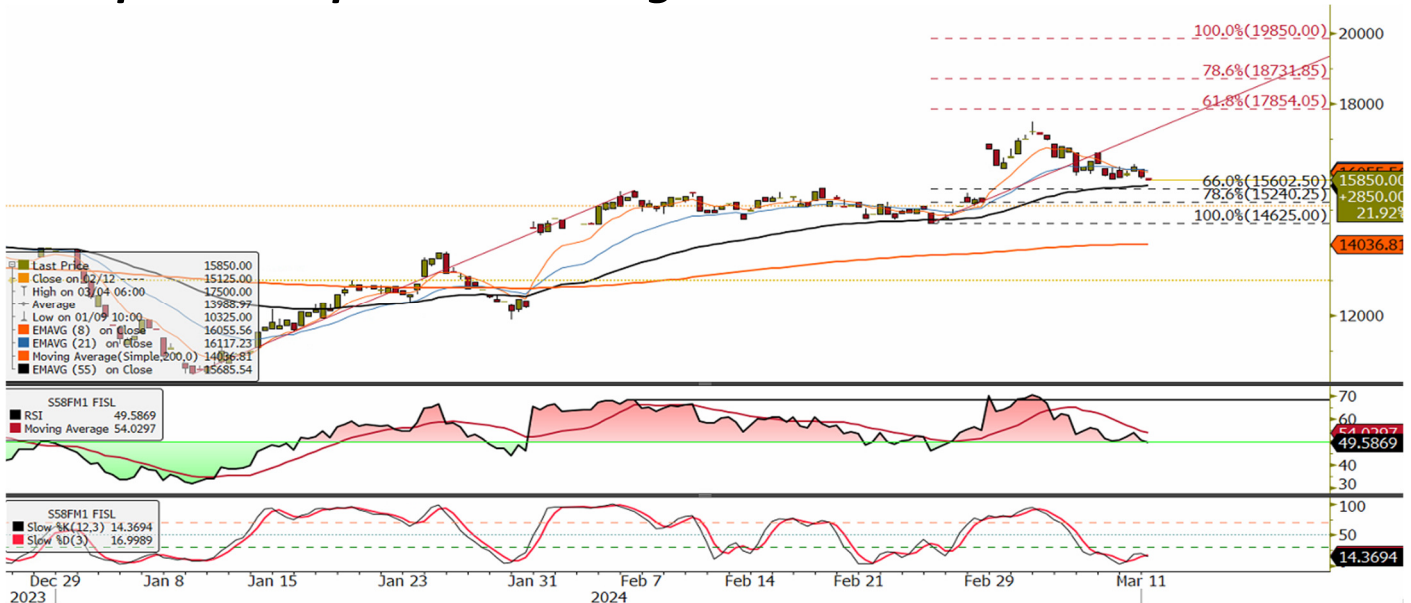 100.0%(19850.00)
20000
78.6%(18731.85)
61.8%(17854.05)
18000
66.0%(15602.50)
15850.00
78.6%(15240.25)
+2850.00
100.0%(14625.00)
21.92%
14036.81
12000
Last Price 15850.00
Close on 02/12 ---- 15125.00
High on 03/04 06:00 17500.00
Average 13988.97
Low on 01/09 10:00 10325.00
EMAVG (8) on Close 16055.56
EMAVG (21) on Close 16117.23
Moving Average(Simple,200,0) 14036.81
EMAVG (55) on Close 15685.54
S58FM1 FISL
RSI 49.5869
Moving Average 54.0297
70
60
54.0297
49.5869
40
30
S58FM1 FISL
Slow %K(12,3) 14.3694
Slow %D(3) 16.9989
100
50
14.3694
Dec 29 Jan 8 Jan 15 Jan 23 Jan 31 Feb 7 Feb 14 Feb 21 Feb 29 Mar 11
2023 2024